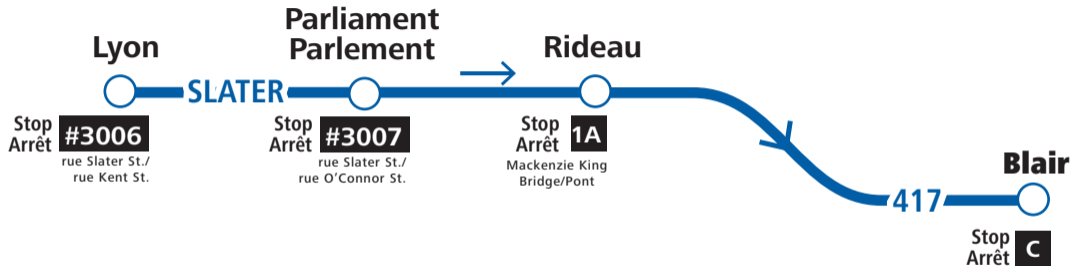 Lyon
Parliament
Parlement
Rideau
SLATER
Stop
Arrêt
#3006
rue Slater St./
rue Kent St.
Stop
Arrêt
#3007
rue Slater St./
rue O'Connor St.
Stop
Arrêt
1A
Mackenzie King
Bridge/Pont
Blair
417
Stop
Arrêt
C